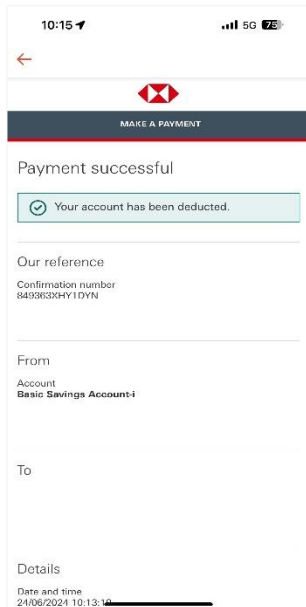 10:15
5G 75
MAKE A PAYMENT
Payment successful
Your account has been deducted.
Our reference
Confirmation number
849363XHY1DYN
From
Account
Basic Savings Account-i
To
Details
Date and time
24/06/2024 10:13:19